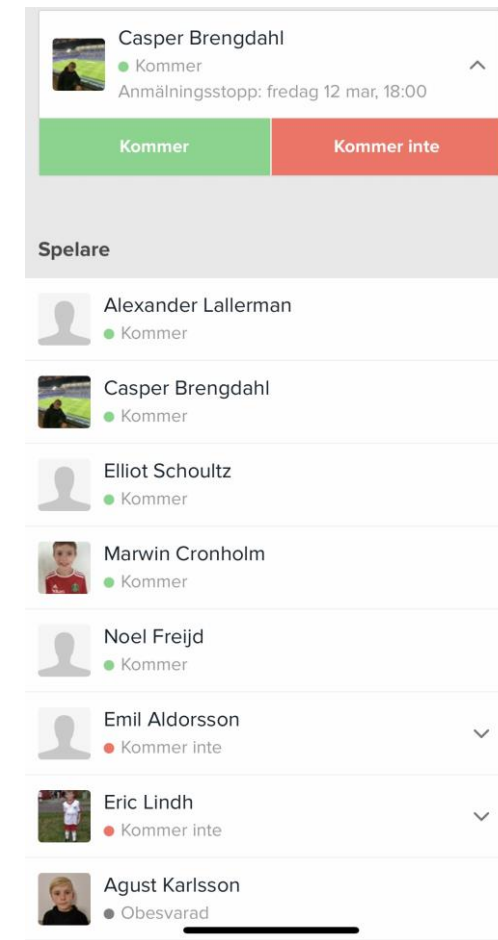 Casper Brengdahl
Kommer
Anmälningsstopp: fredag 12 mar, 18:00
Kommer
Kommer inte
Spelare
Alexander Lallerman
Kommer
Casper Brengdahl
Kommer
Elliot Schoultz
Kommer
Marwin Cronholm
Kommer
Noel Freijd
Kommer
Emil Aldorsson
Kommer inte
Eric Lindh
Kommer inte
Agust Karlsson
Obesvarad